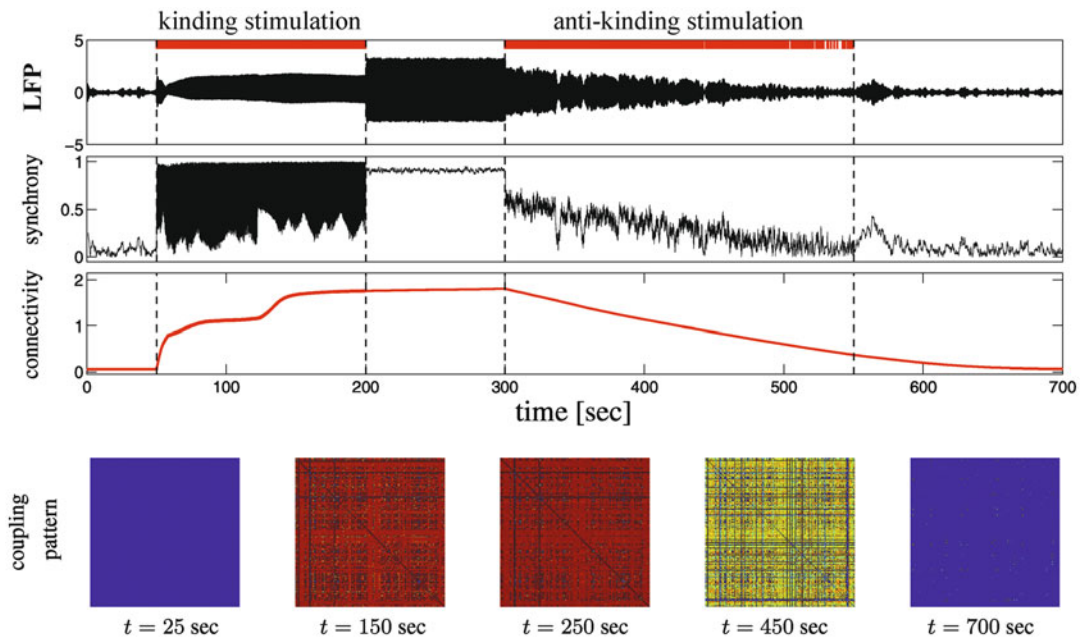 kinding stimulation anti-kinding stimulation
5
0
−5
LFP
1
0.5
0
synchrony
2
1
0
connectivity
0 100 200 300 400 500 600 700
time [sec]
coupling
pattern
t = 25 sec t = 150 sec t = 250 sec t = 450 sec t = 700 sec